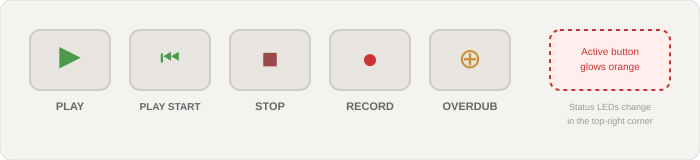 PLAY
PLAY START
STOP
RECORD
OVERDUB
Active button
glows orange
Status LEDs change
in the top-right corner